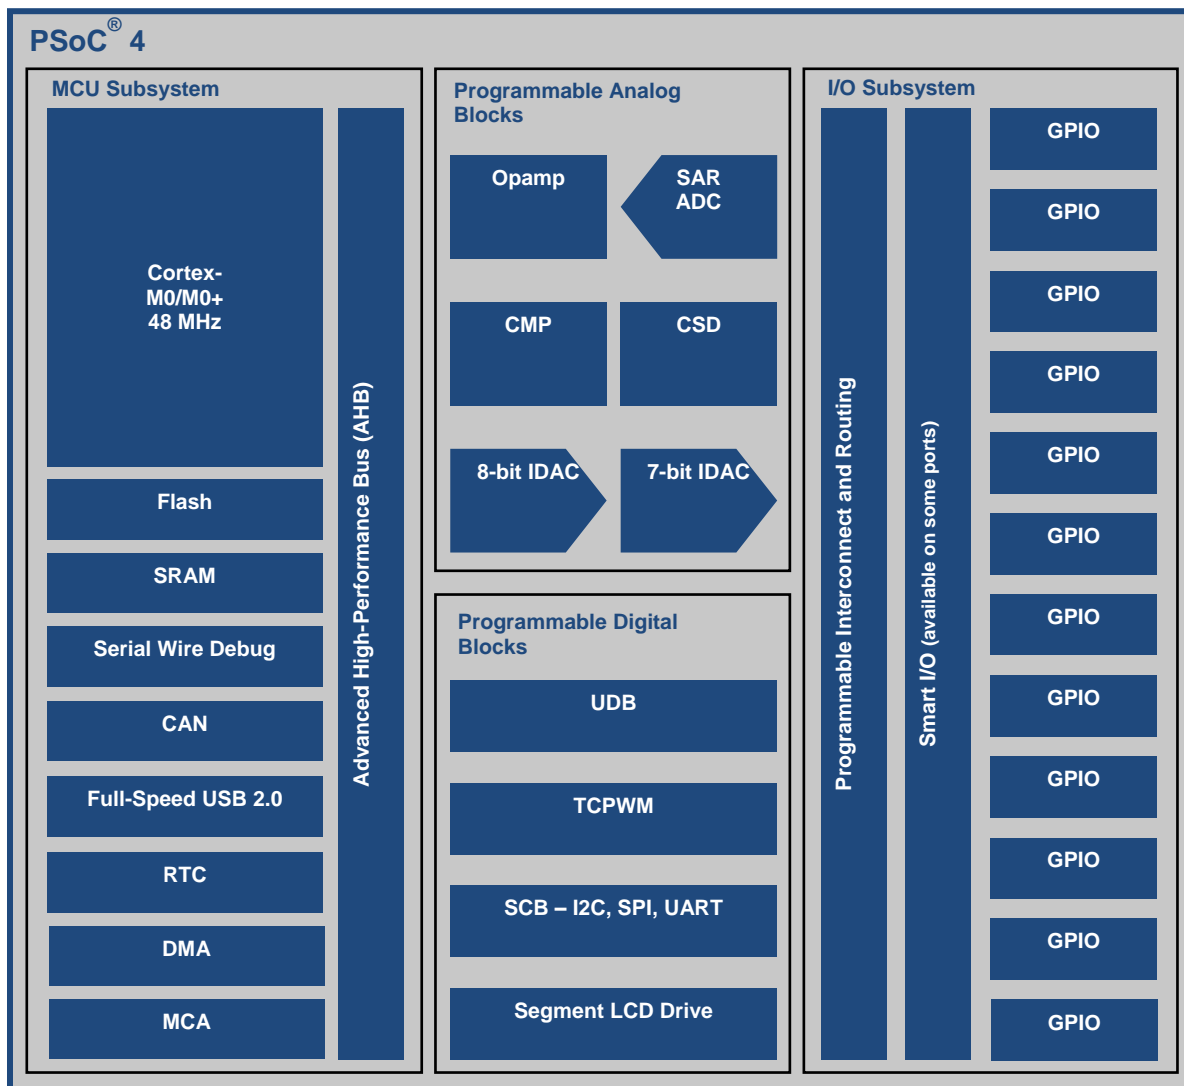 PSoC® 4
MCU Subsystem
Cortex-
M0/M0+
48 MHz
Flash
SRAM
Serial Wire Debug
CAN
Full-Speed USB 2.0
RTC
DMA
MCA
Advanced High-Performance Bus (AHB)
Programmable Analog
Blocks
Opamp
SAR
ADC
CMP
CSD
8-bit IDAC
7-bit IDAC
Programmable Digital
Blocks
UDB
TCPWM
SCB – I2C, SPI, UART
Segment LCD Drive
I/O Subsystem
Programmable Interconnect and Routing
Smart I/O (available on some ports)
GPIO
GPIO
GPIO
GPIO
GPIO
GPIO
GPIO
GPIO
GPIO
GPIO
GPIO
GPIO